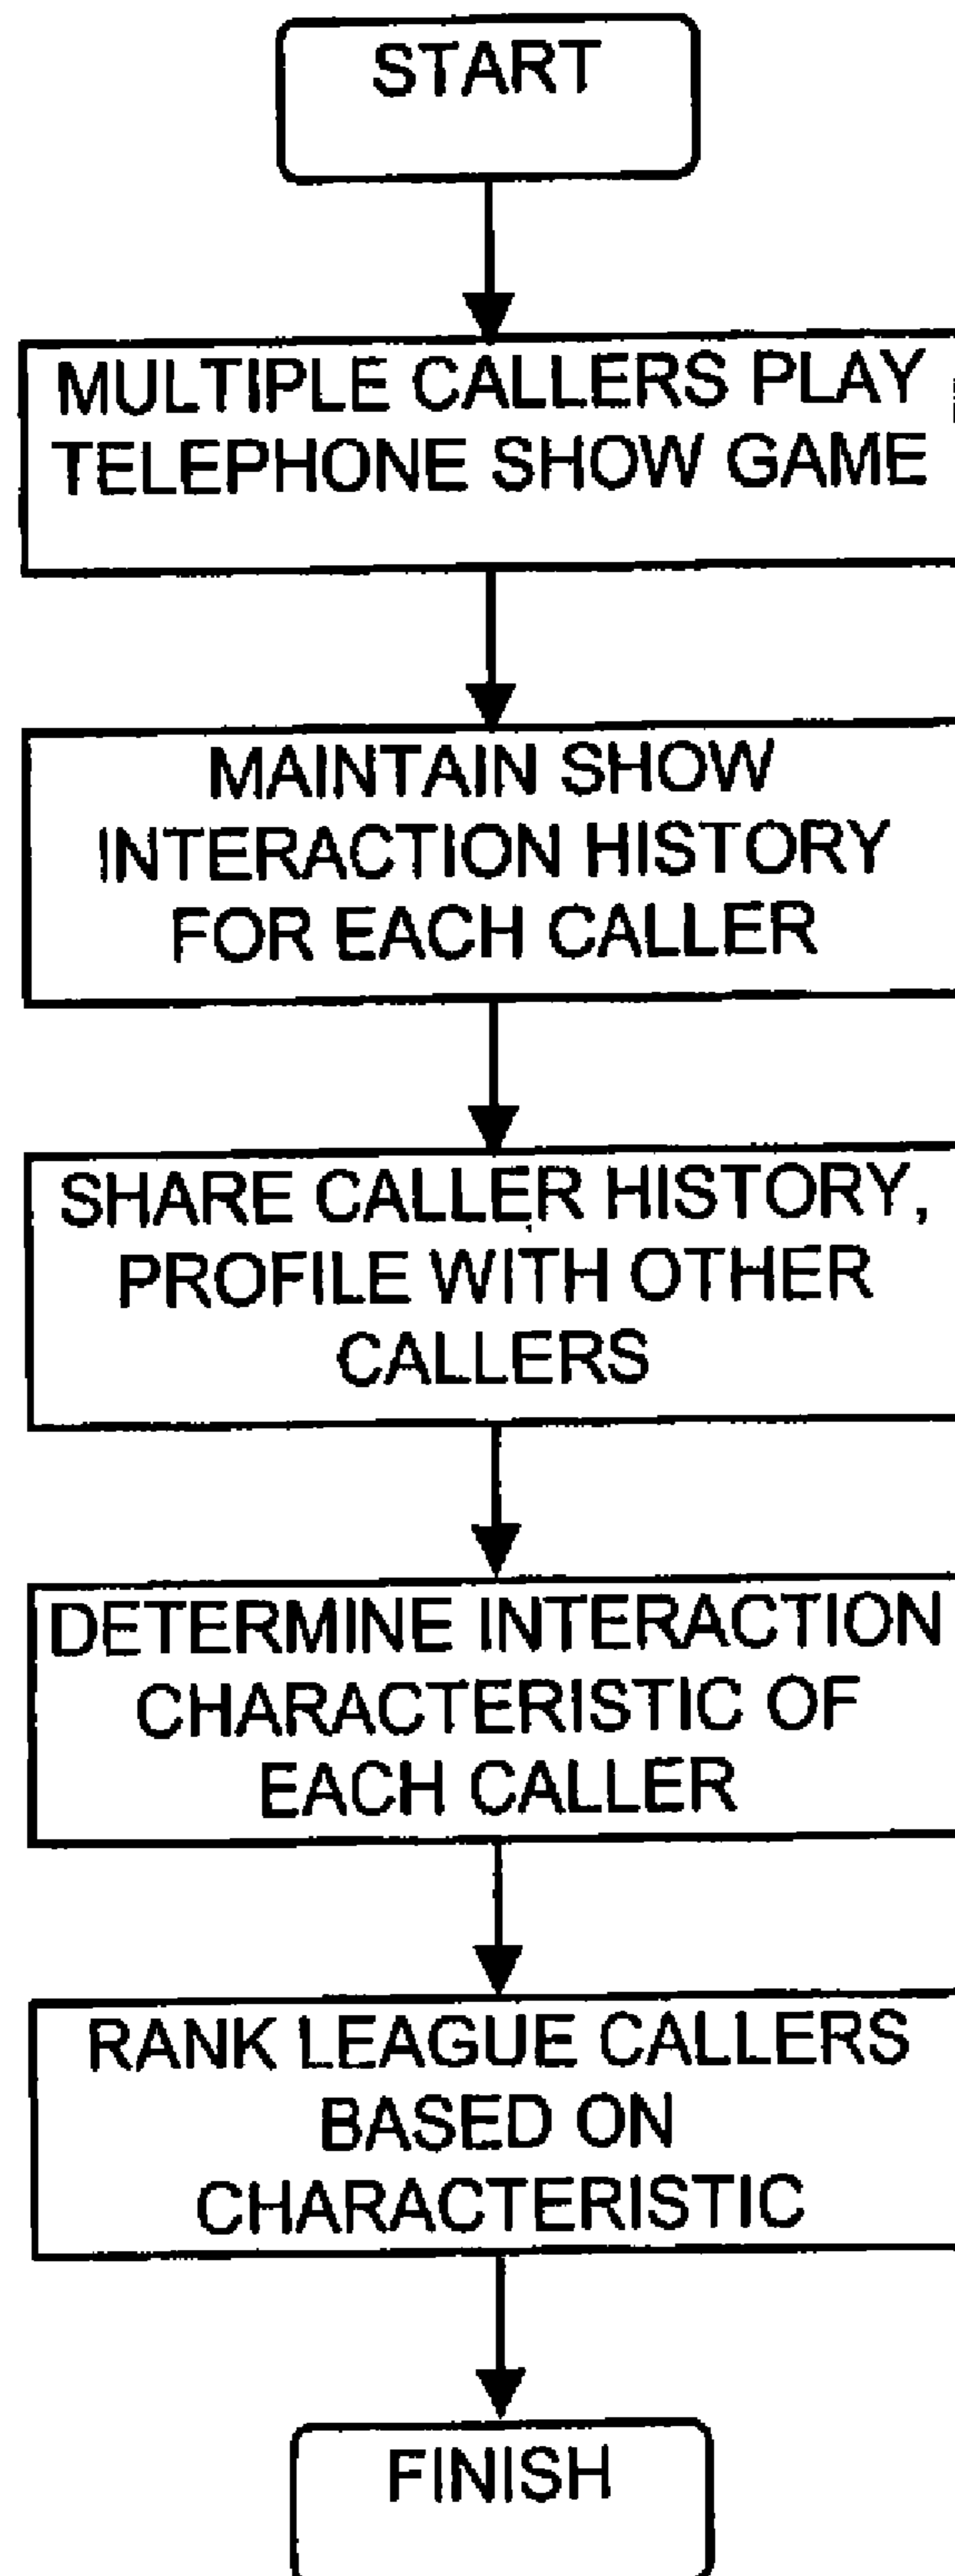 START
MULTIPLE CALLERS PLAY
TELEPHONE SHOW GAME
MAINTAIN SHOW
INTERACTION HISTORY
FOR EACH CALLER
SHARE CALLER HISTORY,
PROFILE WITH OTHER
CALLERS
DETERMINE INTERACTION
CHARACTERISTIC OF
EACH CALLER
RANK LEAGUE CALLERS
BASED ON
CHARACTERISTIC
FINISH